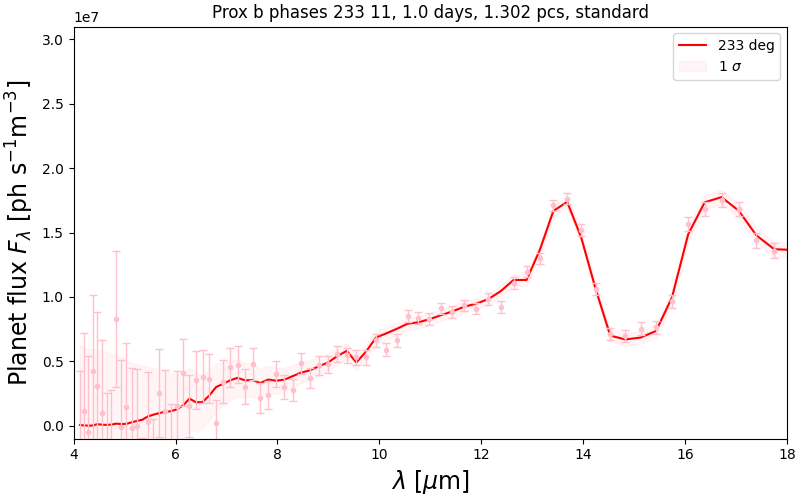 Prox b phases 233 11, 1.0 days, 1.302 pcs, standard
1e7
3.0
2.5
2.0
1.5
1.0
0.5
0.0
Planet flux F_λ [ph s⁻¹m⁻³]
233 deg
1 σ
4 6 8 10 12 14 16 18
λ [μm]